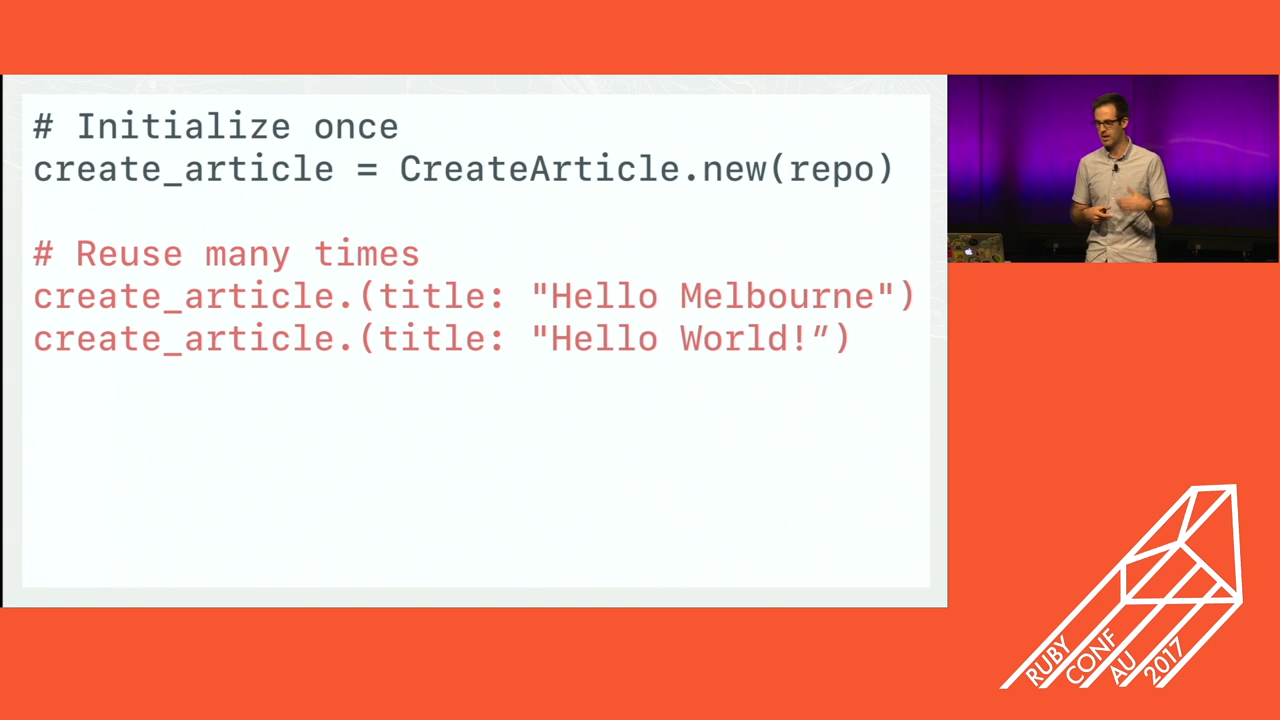 # Initialize once
create_article = CreateArticle.new(repo)
# Reuse many times
create_article.(title: "Hello Melbourne")
create_article.(title: "Hello World!”)
RUBY
CONF
AU
2017